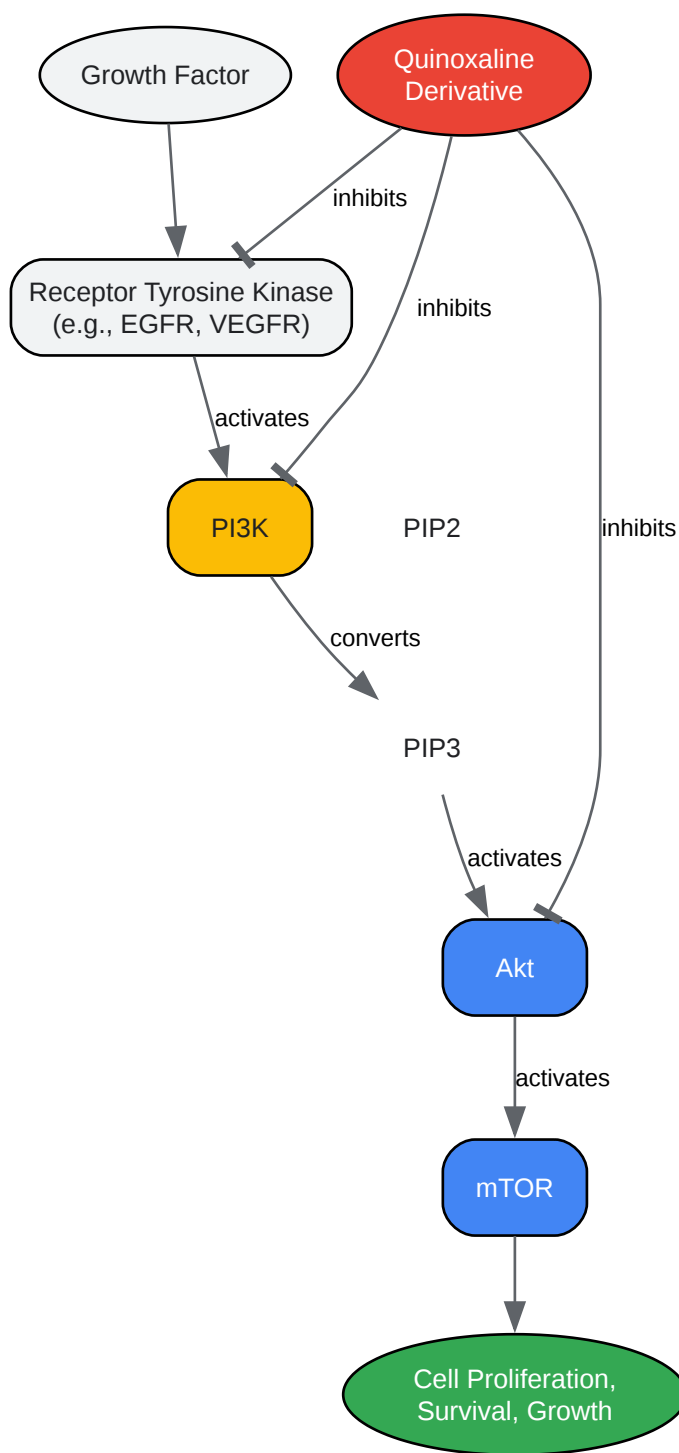 Growth Factor
Quinoxaline
Derivative
inhibits
Receptor Tyrosine Kinase
(e.g., EGFR, VEGFR)
inhibits
activates
PI3K
PIP2
inhibits
converts
PIP3
activates
Akt
activates
mTOR
Cell Proliferation,
Survival, Growth